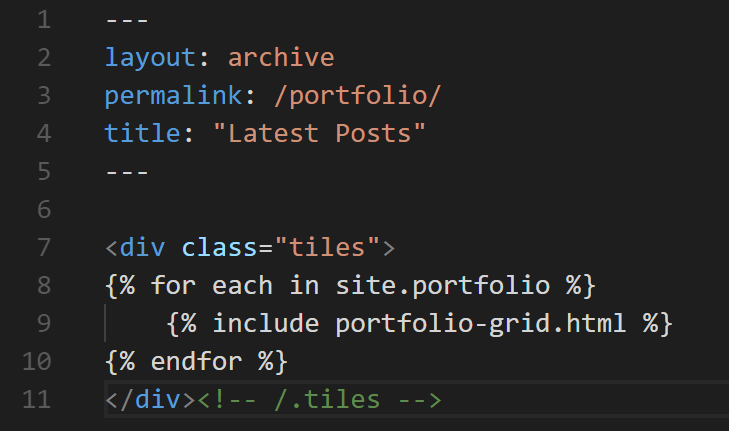 1 ---
2 layout: archive
3 permalink: /portfolio/
4 title: "Latest Posts"
5 ---
6
7 <div class="tiles">
8 {% for each in site.portfolio %}
9     {% include portfolio-grid.html %}
10 {% endfor %}
11 </div><!-- /.tiles -->